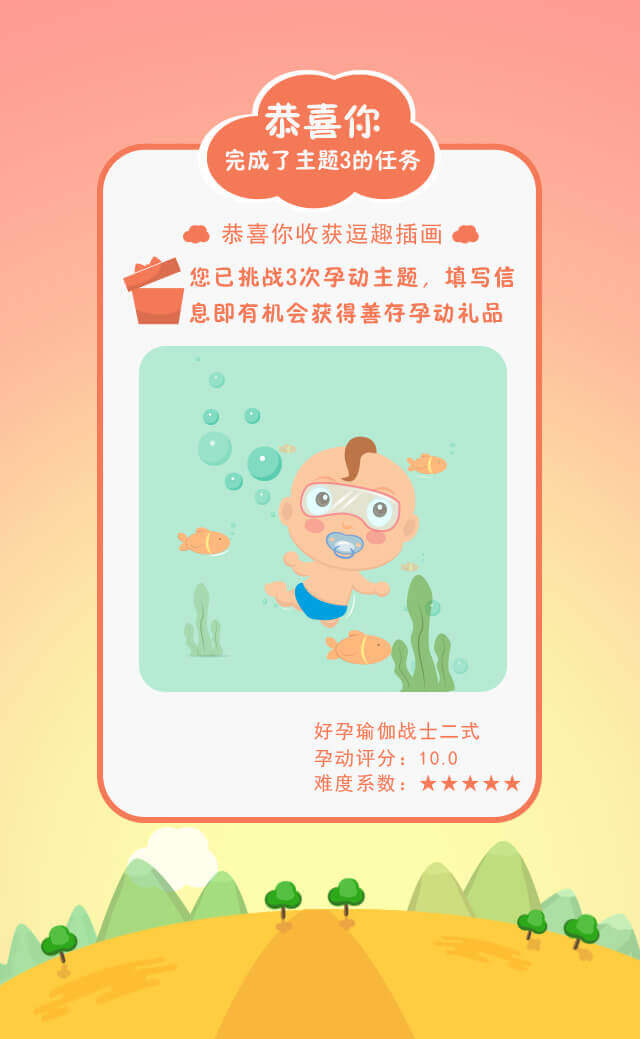 恭喜你
完成了主题3的任务
恭喜你收获逗趣插画
您已挑战3次孕动主题，填写信
息即有机会获得善存孕动礼品
好孕瑜伽战士二式
孕动评分：10.0
难度系数：★★★★★